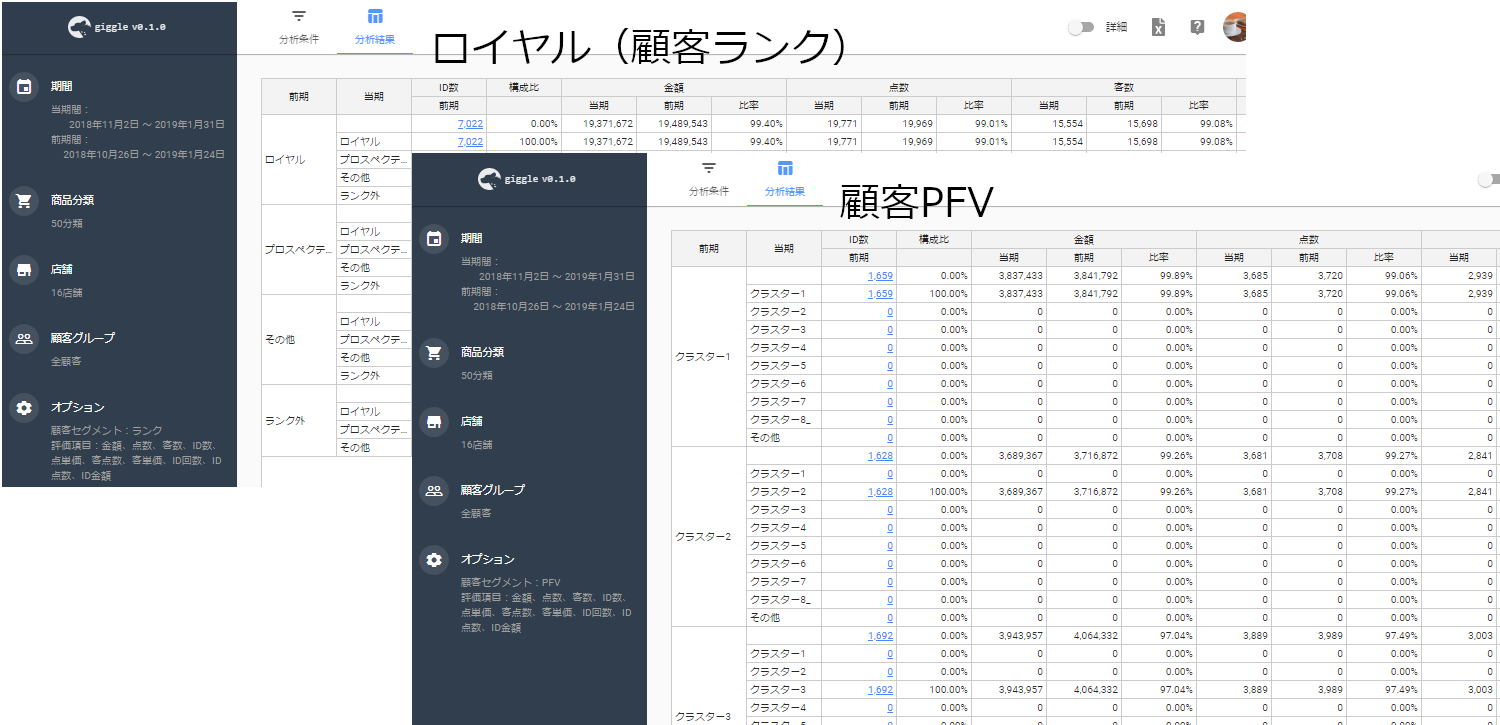 giggle v0.1.0
分析条件 分析結果
詳細
ロイヤル（顧客ランク）
期間
当期間：
2018年11月2日 ～ 2019年1月31日
前期間：
2018年10月26日 ～ 2019年1月24日
商品分類
50分類
店舗
16店舗
顧客グループ
全顧客
オプション
顧客セグメント：ランク
評価項目：金額、点数、客数、ID数、
点単価、客点数、客単価、ID回数、ID
点数、ID金額
前期 当期 ID数 構成比 金額 点数 客数
前期 当期 前期 比率 当期 前期 比率 当期 前期 比率
ロイヤル
7,022 0.00% 19,371,672 19,489,543 99.40% 19,771 19,969 99.01% 15,554 15,698 99.08%
ロイヤル 7,022 100.00% 19,371,672 19,489,543 99.40% 19,771 19,969 99.01% 15,554 15,698 99.08%
プロスペクテ...
その他
ランク外
プロスペクテ...
ロイヤル
プロスペクテ...
その他
ランク外
その他
ロイヤル
プロスペクテ...
その他
ランク外
ランク外
ロイヤル
プロスペクテ...
その他
giggle v0.1.0
分析条件 分析結果
顧客PFV
期間
当期間：
2018年11月2日 ～ 2019年1月31日
前期間：
2018年10月26日 ～ 2019年1月24日
商品分類
50分類
店舗
16店舗
顧客グループ
全顧客
オプション
顧客セグメント：PFV
評価項目：金額、点数、客数、ID数、
点単価、客点数、客単価、ID回数、ID
点数、ID金額
前期 当期 ID数 構成比 金額 点数
前期 当期 前期 比率 当期 前期 比率 当期
クラスター1
1,659 0.00% 3,837,433 3,841,792 99.89% 3,685 3,720 99.06% 2,939
クラスター1 1,659 100.00% 3,837,433 3,841,792 99.89% 3,685 3,720 99.06% 2,939
クラスター2 0 0.00% 0 0 0.00% 0 0 0.00% 0
クラスター3 0 0.00% 0 0 0.00% 0 0 0.00% 0
クラスター4 0 0.00% 0 0 0.00% 0 0 0.00% 0
クラスター5 0 0.00% 0 0 0.00% 0 0 0.00% 0
クラスター6 0 0.00% 0 0 0.00% 0 0 0.00% 0
クラスター7 0 0.00% 0 0 0.00% 0 0 0.00% 0
クラスター8_ 0 0.00% 0 0 0.00% 0 0 0.00% 0
その他 0 0.00% 0 0 0.00% 0 0 0.00% 0
クラスター2
1,628 0.00% 3,689,367 3,716,872 99.26% 3,681 3,708 99.27% 2,841
クラスター1 0 0.00% 0 0 0.00% 0 0 0.00% 0
クラスター2 1,628 100.00% 3,689,367 3,716,872 99.26% 3,681 3,708 99.27% 2,841
クラスター3 0 0.00% 0 0 0.00% 0 0 0.00% 0
クラスター4 0 0.00% 0 0 0.00% 0 0 0.00% 0
クラスター5 0 0.00% 0 0 0.00% 0 0 0.00% 0
クラスター6 0 0.00% 0 0 0.00% 0 0 0.00% 0
クラスター7 0 0.00% 0 0 0.00% 0 0 0.00% 0
クラスター8_ 0 0.00% 0 0 0.00% 0 0 0.00% 0
その他 0 0.00% 0 0 0.00% 0 0 0.00% 0
クラスター3
1,692 0.00% 3,943,957 4,064,332 97.04% 3,889 3,989 97.49% 3,003
クラスター1 0 0.00% 0 0 0.00% 0 0 0.00% 0
クラスター2 0 0.00% 0 0 0.00% 0 0 0.00% 0
クラスター3 1,692 100.00% 3,943,957 4,064,332 97.04% 3,889 3,989 97.49% 3,003
クラスター4 0 0.00% 0 0 0.00% 0 0 0.00% 0